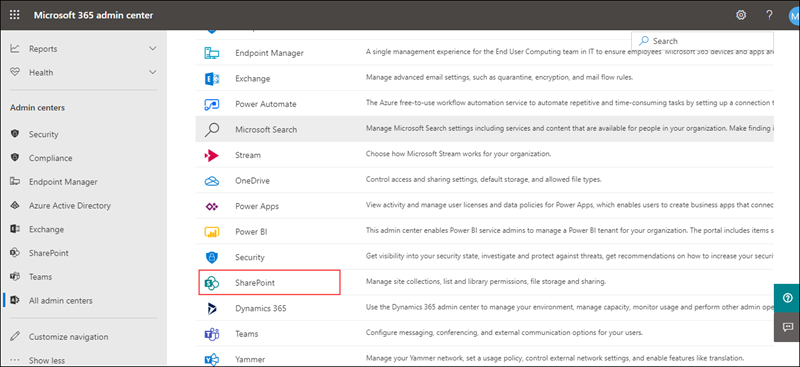 Microsoft 365 admin center
Search
Reports
Health
Admin centers
Security
Compliance
Endpoint Manager
Azure Active Directory
Exchange
SharePoint
Teams
All admin centers
Customize navigation
Show less
Endpoint Manager A single management experience for the End User Computing team in IT to ensure employees' Microsoft 365 devices and apps are
Exchange Manage advanced email settings, such as quarantine, encryption, and mail flow rules.
Power Automate The Azure free-to-use workflow automation service to automate repetitive and time-consuming tasks by setting up a connection t
Microsoft Search Manage Microsoft Search settings including services and content that are available for people in your organization. Make finding i
Stream Choose how Microsoft Stream works for your organization.
OneDrive Control access and sharing settings, default storage, and allowed file types.
Power Apps View activity and manage user licenses and data policies for Power Apps, which enables users to create business apps that connec
Power BI This admin center enables Power BI service admins to manage a Power BI tenant for your organization. The portal includes items s
Security Get visibility into your security state, investigate and protect against threats, get recommendations on how to increase your securi
SharePoint Manage site collections, list and library permissions, file storage and sharing.
Dynamics 365 Use the Dynamics 365 admin center to manage your environment, manage capacity, monitor usage and perform other admin ope
Teams Configure messaging, conferencing, and external communication options for your users.
Yammer Manage your Yammer network, set a usage policy, control external network settings, and enable features like translation.